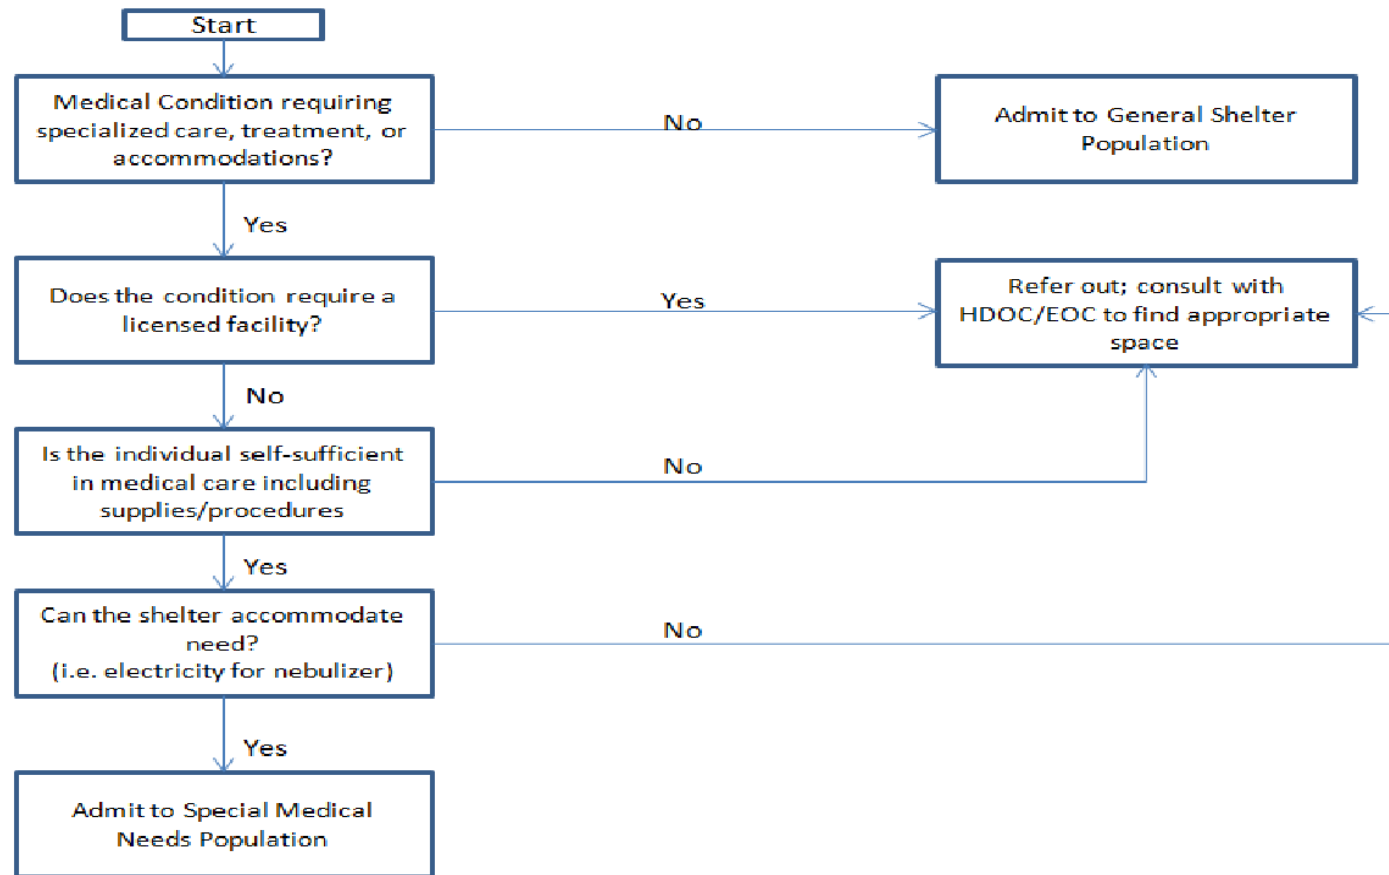 Start
Medical Condition requiring
specialized care, treatment, or
accommodations?
No
Admit to General Shelter
Population
Yes
Does the condition require a
licensed facility?
Yes
Refer out; consult with
HDOC/EOC to find appropriate
space
No
Is the individual self-sufficient
in medical care including
supplies/procedures
No
Yes
Can the shelter accommodate
need?
(i.e. electricity for nebulizer)
No
Yes
Admit to Special Medical
Needs Population